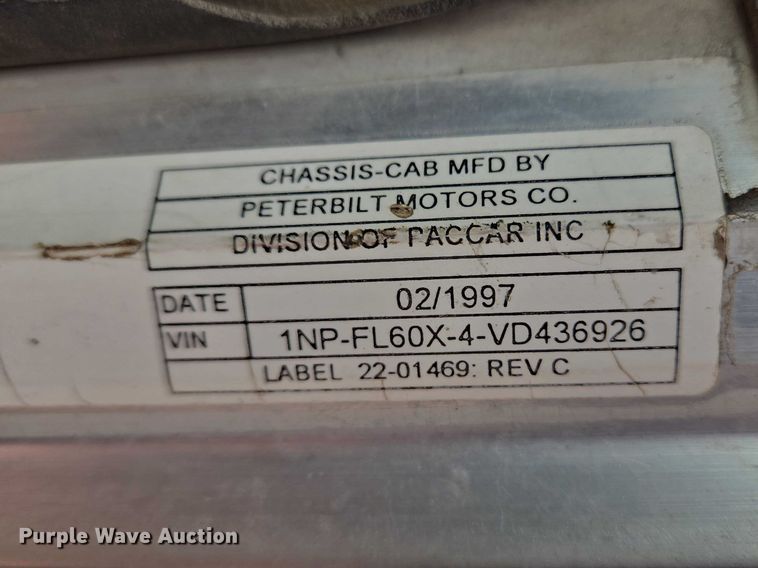 CHASSIS-CAB MFD BY
PETERBILT MOTORS CO.
DIVISION OF PACCAR INC
DATE 02/1997
VIN 1NP-FL60X-4-VD436926
LABEL 22-01469: REV C
Purple Wave Auction